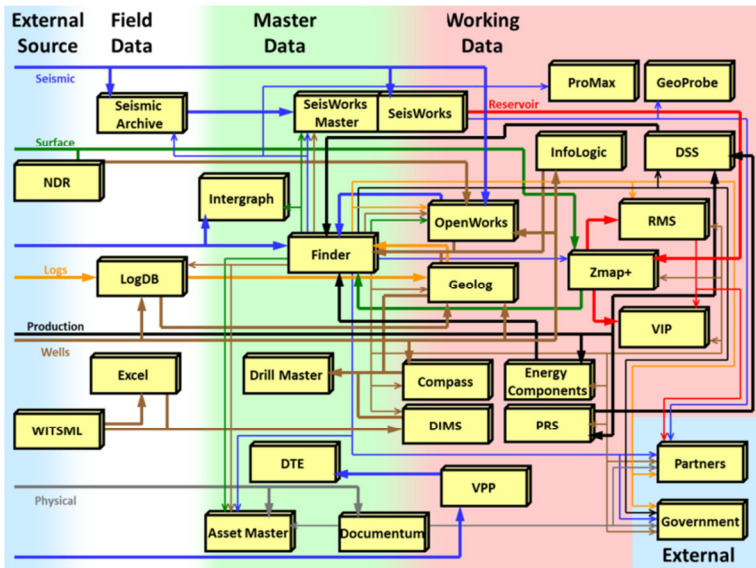 External Source
Field Data
Master Data
Working Data
Seismic
ProMax
GeoProbe
Seismic Archive
SeisWorks Master
SeisWorks
Reservoir
Surface
InfoLogic
DSS
NDR
Intergraph
OpenWorks
RMS
Finder
Zmap+
Logs
LogDB
Geolog
Production
VIP
Wells
Excel
Drill Master
Compass
Energy Components
WITSML
DIMS
PRS
DTE
VPP
Partners
Physical
Asset Master
Documentum
Government
External